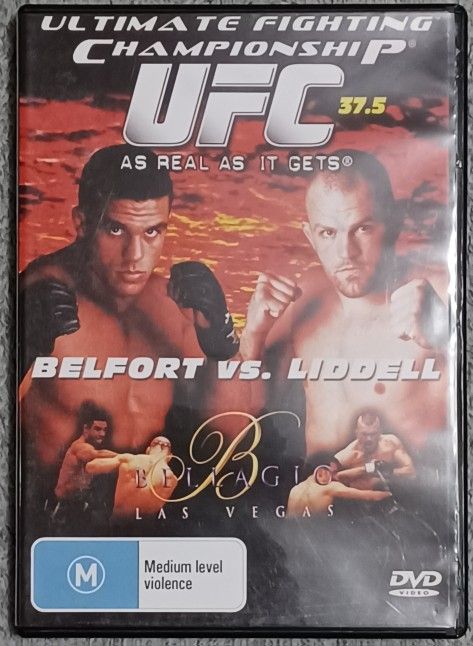 ULTIMATE FIGHTING
CHAMPIONSHIP®
UFC 37.5
AS REAL AS IT GETS®
BELFORT VS. LIDDELL
B
BELLAGIO
LAS VEGAS
M
Medium level
violence
DVD
VIDEO